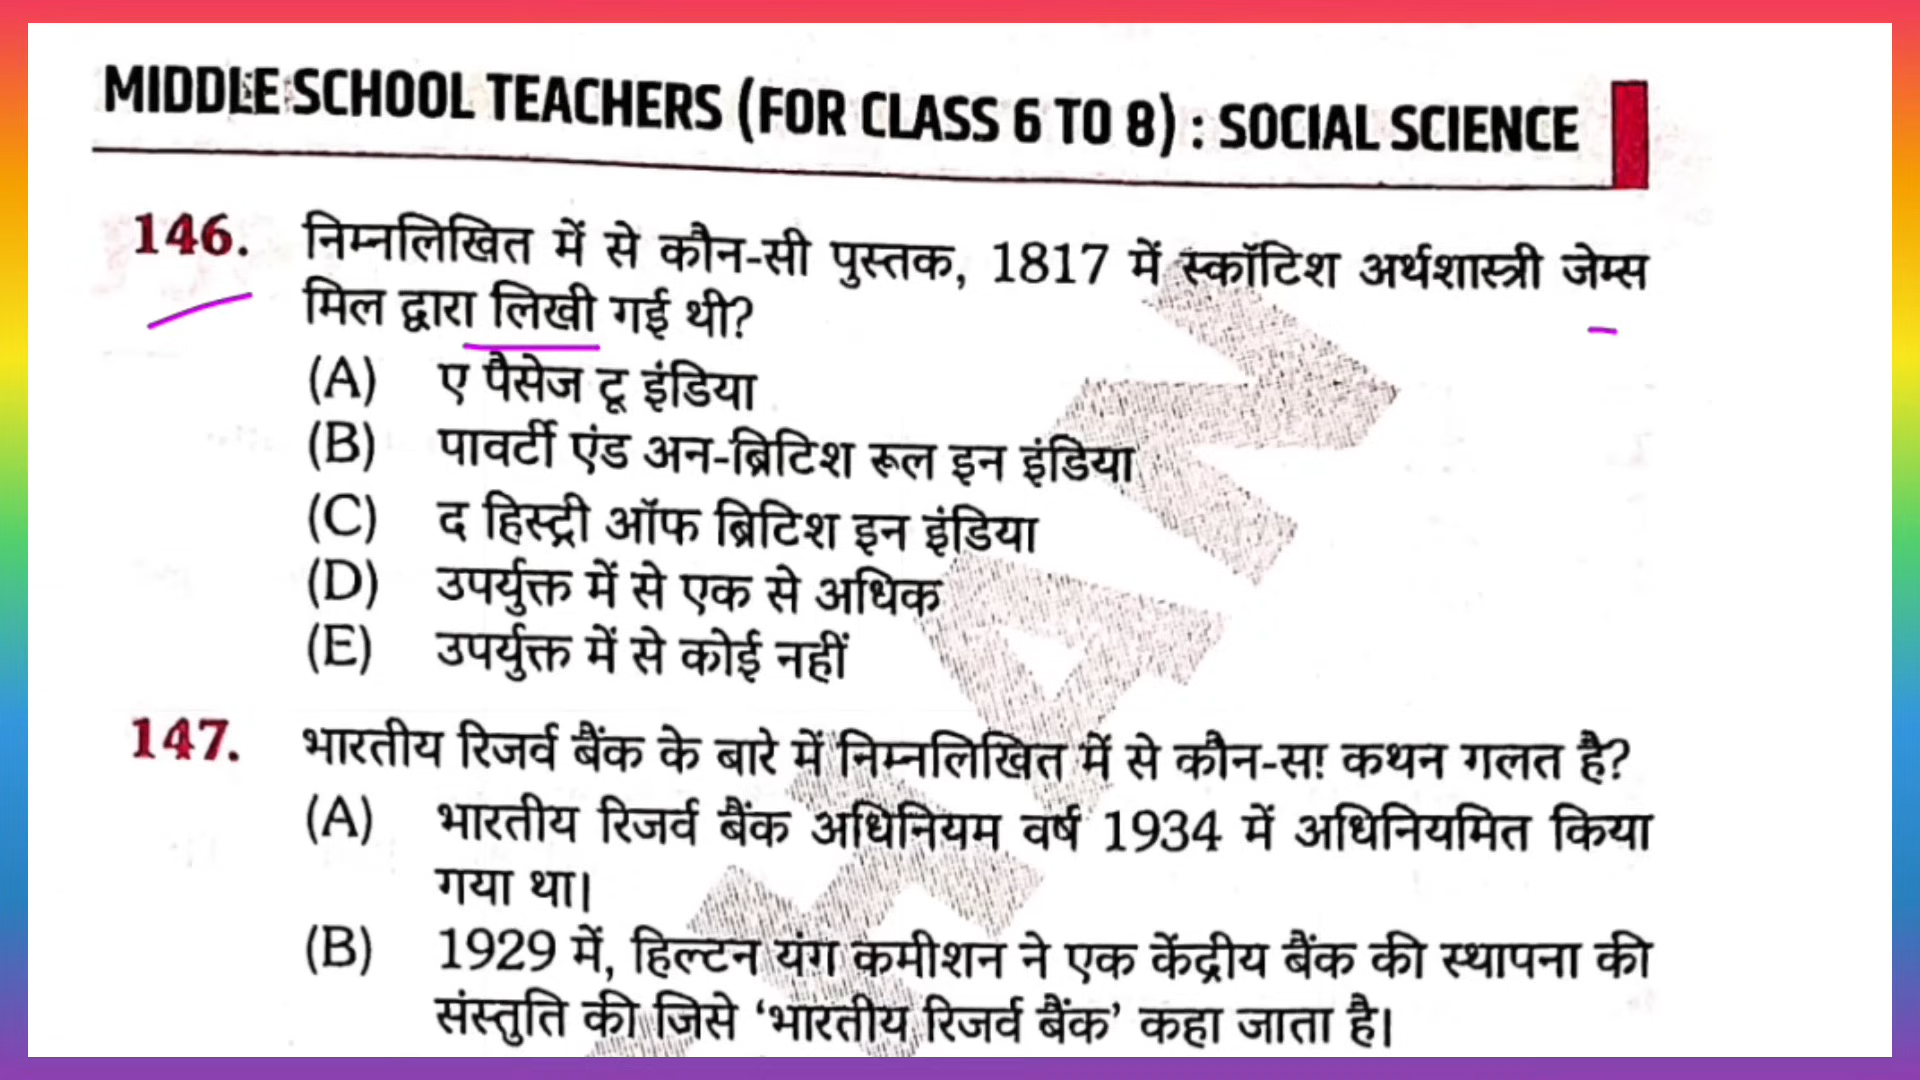 MIDDLE SCHOOL TEACHERS (FOR CLASS 6 TO 8) : SOCIAL SCIENCE
146. निम्नलिखित में से कौन-सी पुस्तक, 1817 में स्कॉटिश अर्थशास्त्री जेम्स
मिल द्वारा लिखी गई थी?
(A) ए पैसेज टू इंडिया
(B) पावर्टी एंड अन-ब्रिटिश रूल इन इंडिया
(C) द हिस्ट्री ऑफ ब्रिटिश इन इंडिया
(D) उपर्युक्त में से एक से अधिक
(E) उपर्युक्त में से कोई नहीं
147. भारतीय रिजर्व बैंक के बारे में निम्नलिखित में से कौन-सा कथन गलत है?
(A) भारतीय रिजर्व बैंक अधिनियम वर्ष 1934 में अधिनियमित किया
गया था।
(B) 1929 में, हिल्टन यंग कमीशन ने एक केंद्रीय बैंक की स्थापना की
संस्तुति की जिसे ‘भारतीय रिजर्व बैंक’ कहा जाता है।